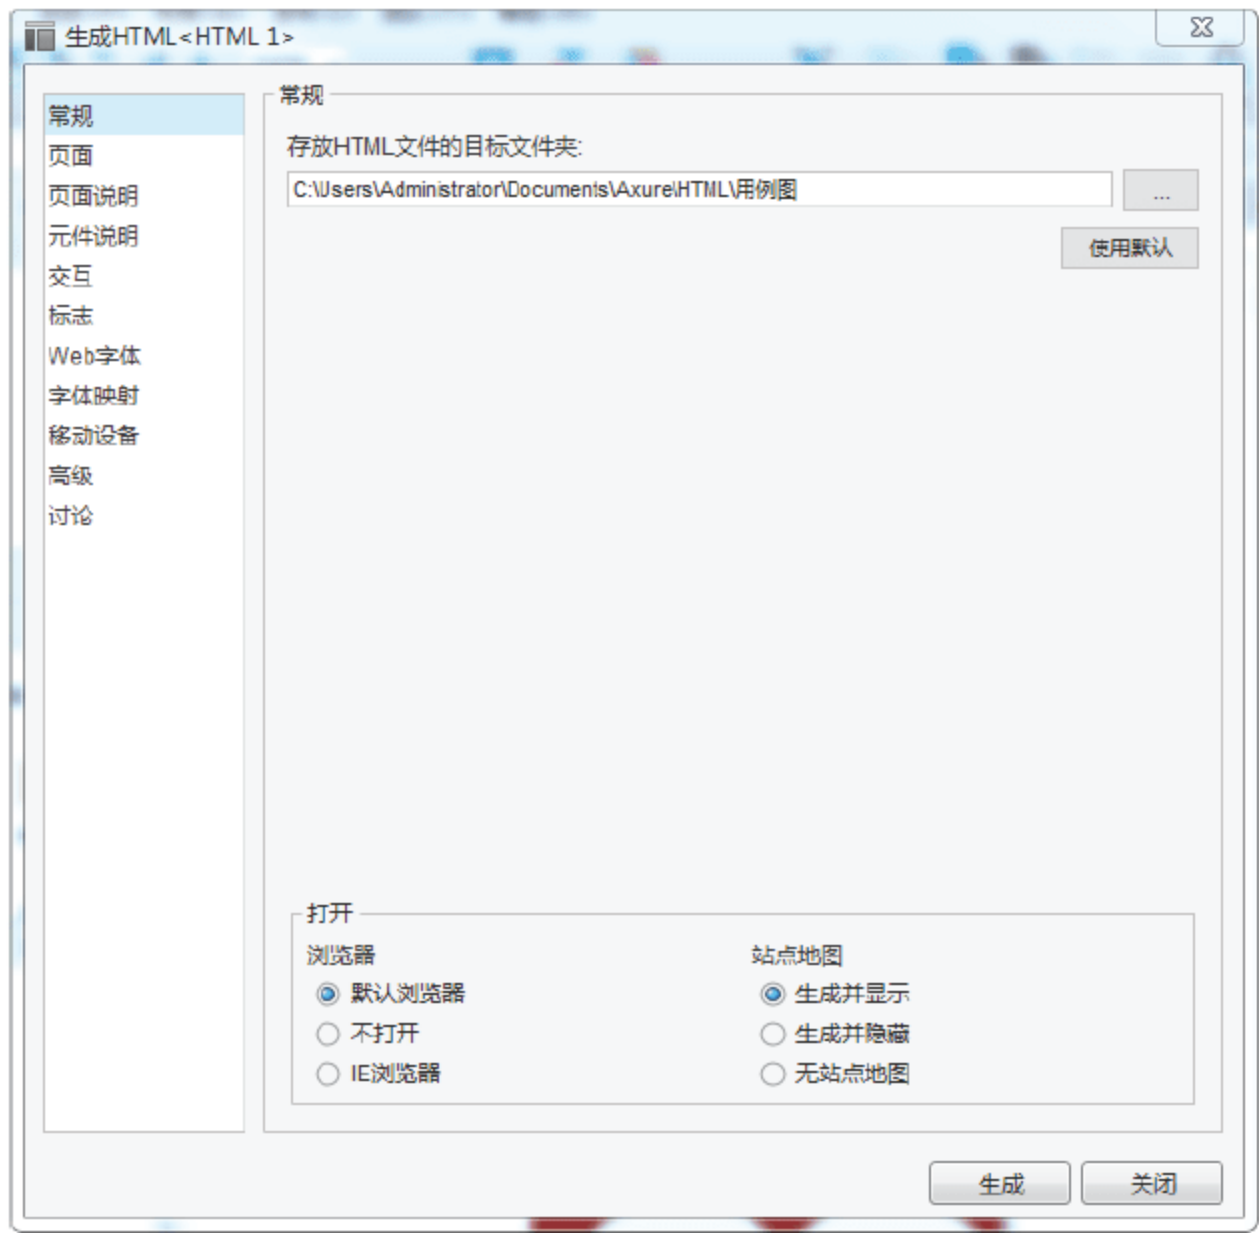 生成HTML<HTML 1>
常规
页面
页面说明
元件说明
交互
标志
Web字体
字体映射
移动设备
高级
讨论
常规
存放HTML文件的目标文件夹:
C:\Users\Administrator\Documents\Axure\HTML\用例图
...
使用默认
打开
浏览器
默认浏览器
不打开
IE浏览器
站点地图
生成并显示
生成并隐藏
无站点地图
生成
关闭